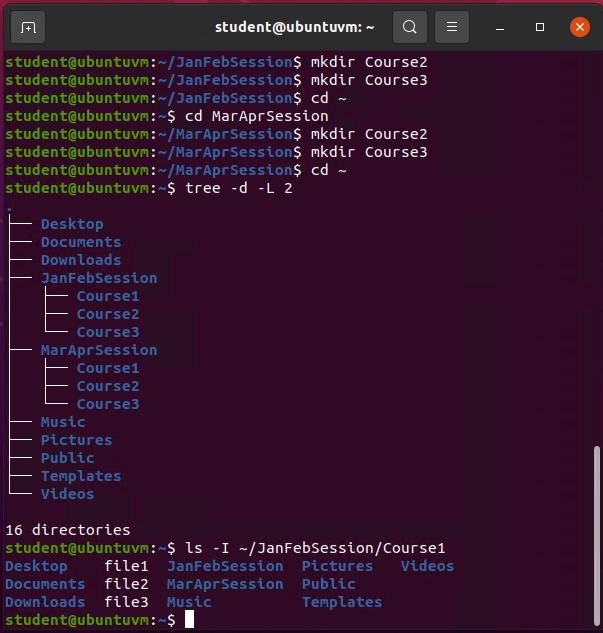 student@ubuntuvm: ~
student@ubuntuvm:~/JanFebSession$ mkdir Course2
student@ubuntuvm:~/JanFebSession$ mkdir Course3
student@ubuntuvm:~/JanFebSession$ cd ~
student@ubuntuvm:~$ cd MarAprSession
student@ubuntuvm:~/MarAprSession$ mkdir Course2
student@ubuntuvm:~/MarAprSession$ mkdir Course3
student@ubuntuvm:~/MarAprSession$ cd ~
student@ubuntuvm:~$ tree -d -L 2
.
├── Desktop
├── Documents
├── Downloads
├── JanFebSession
│   ├── Course1
│   ├── Course2
│   └── Course3
├── MarAprSession
│   ├── Course1
│   ├── Course2
│   └── Course3
├── Music
├── Pictures
├── Public
├── Templates
└── Videos
16 directories
student@ubuntuvm:~$ ls -I ~/JanFebSession/Course1
Desktop    file1  JanFebSession  Pictures   Videos
Documents  file2  MarAprSession  Public
Downloads  file3  Music          Templates
student@ubuntuvm:~$